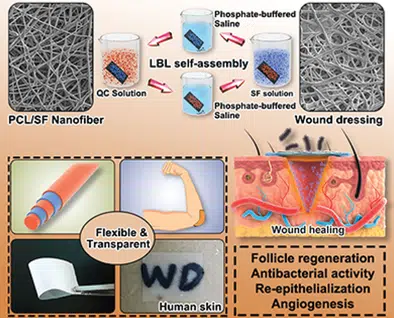 Phosphate-buffered
Saline
LBL self-assembly
QC Solution
SF solution
Phosphate-buffered
Saline
PCL/SF Nanofiber
Wound dressing
Flexible &
Transparent
WD
Human skin
Wound healing
Follicle regeneration
Antibacterial activity
Re-epithelialization
Angiogenesis